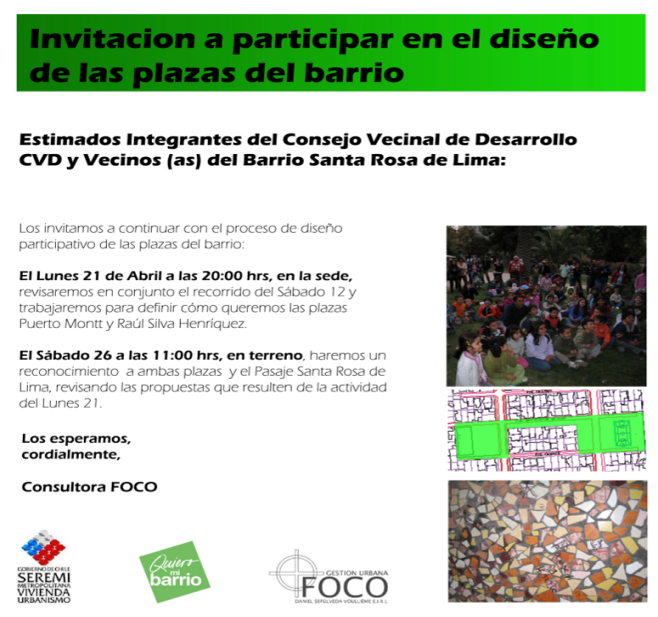 Invitacion a participar en el diseño
de las plazas del barrio
Estimados Integrantes del Consejo Vecinal de Desarrollo
CVD y Vecinos (as) del Barrio Santa Rosa de Lima:
Los invitamos a continuar con el proceso de diseño
participativo de las plazas del barrio:
El Lunes 21 de Abril a las 20:00 hrs, en la sede,
revisaremos en conjunto el recorrido del Sábado 12 y
trabajaremos para definir cómo queremos las plazas
Puerto Montt y Raúl Silva Henríquez.
El Sábado 26 a las 11:00 hrs, en terreno, haremos un
reconocimiento a ambas plazas y el Pasaje Santa Rosa de
Lima, revisando las propuestas que resulten de la actividad
del Lunes 21.
Los esperamos,
cordialmente,
Consultora FOCO
GOBIERNO DE CHILE
SEREMI
METROPOLITANA
VIVIENDA
URBANISMO
Quiero
mi
barrio
GESTION URBANA
FOCO
DANIEL SEPULVEDA VOULLIEME E.I.R.L.